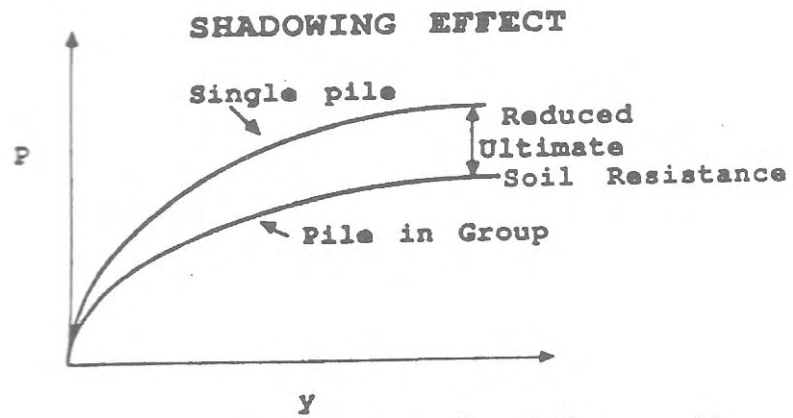 SHADOWING EFFECT
Single pile
Reduced
Ultimate
Soil Resistance
P
Pile in Group
y